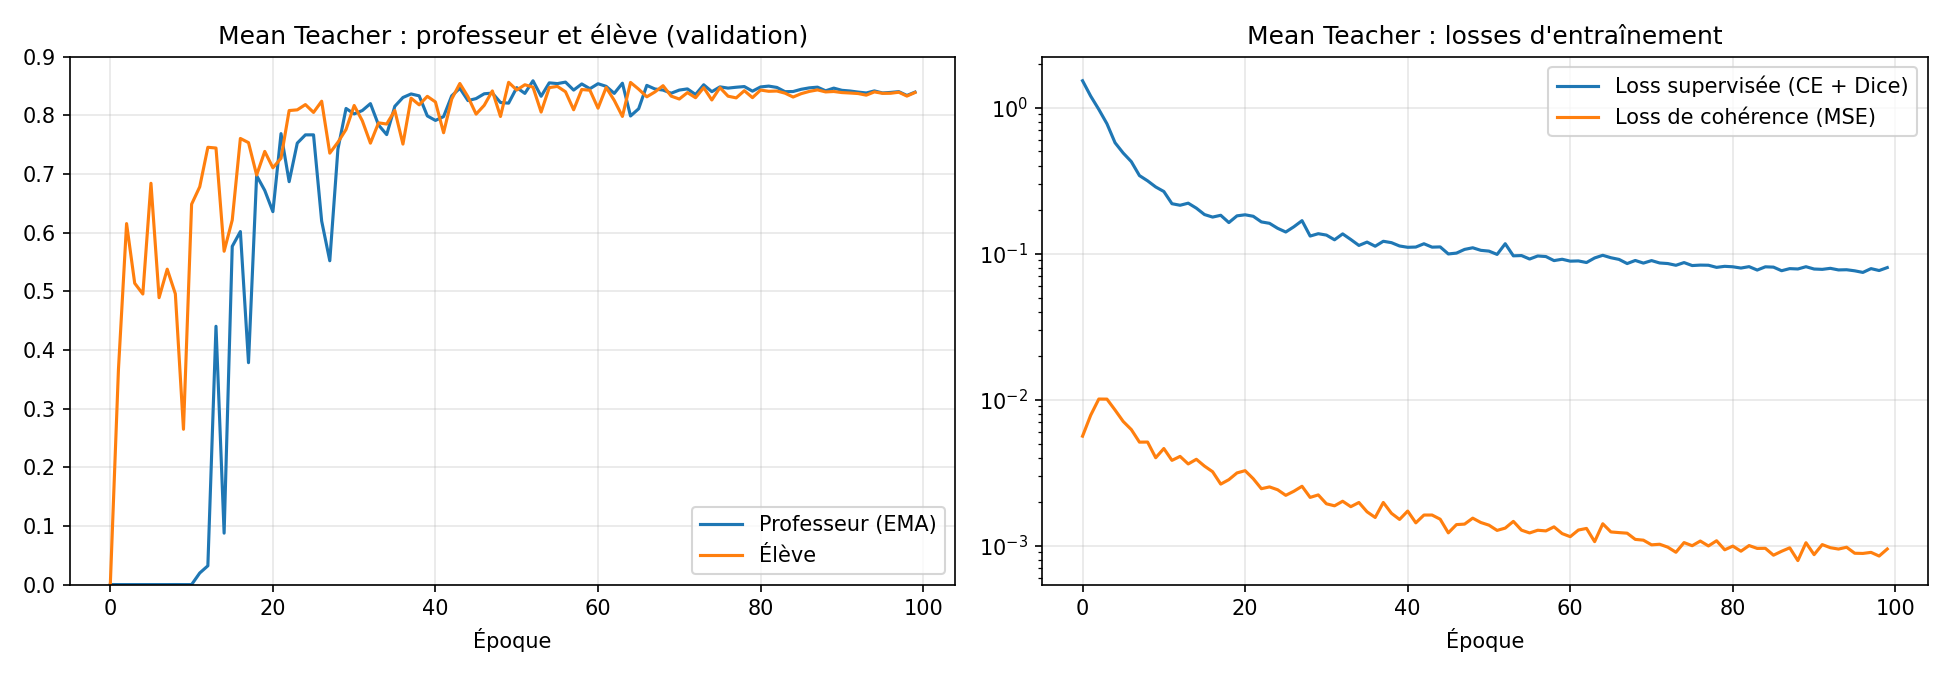 Mean Teacher : professeur et élève (validation)
0.9
0.8
0.7
0.6
0.5
0.4
0.3
0.2
0.1
0.0
Professeur (EMA)
Élève
0 20 40 60 80 100
Époque
Mean Teacher : losses d'entraînement
10⁰
10⁻¹
10⁻²
10⁻³
Loss supervisée (CE + Dice)
Loss de cohérence (MSE)
0 20 40 60 80 100
Époque